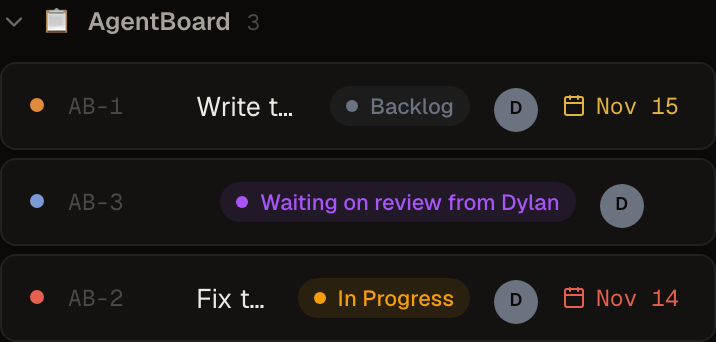 AgentBoard 3
AB-1 Write t... Backlog D Nov 15
AB-3 Waiting on review from Dylan D
AB-2 Fix t... In Progress D Nov 14